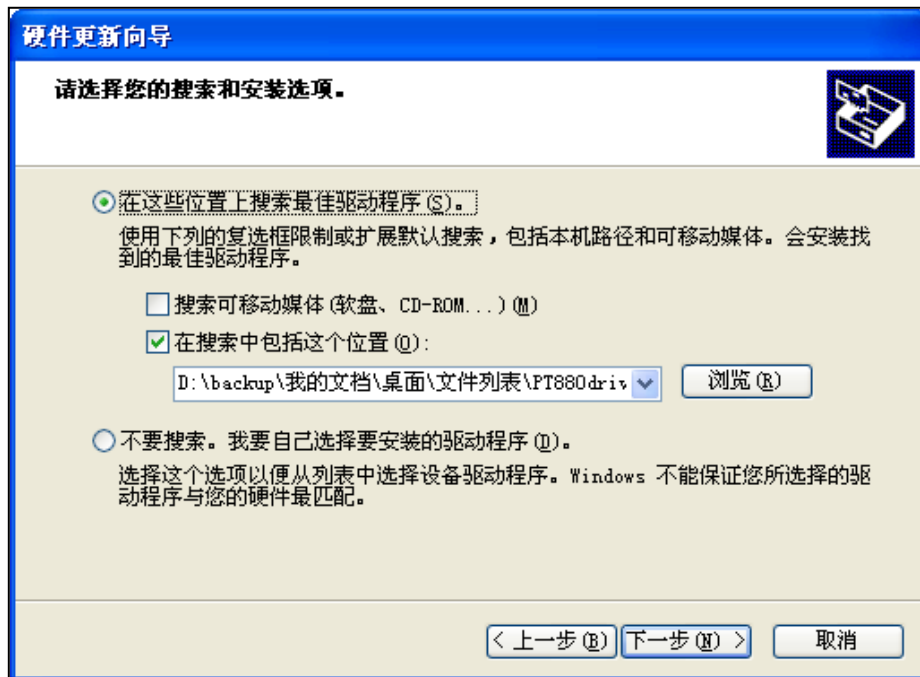 硬件更新向导
请选择您的搜索和安装选项。
在这些位置上搜索最佳驱动程序(S)。
使用下列的复选框限制或扩展默认搜索，包括本机路径和可移动媒体。会安装找
到的最佳驱动程序。
搜索可移动媒体(软盘、CD-ROM...)(M)
在搜索中包括这个位置(O):
D:\backup\我的文档\桌面\文件列表\PT880driv
浏览(R)
不要搜索。我要自己选择要安装的驱动程序(D)。
选择这个选项以便从列表中选择设备驱动程序。Windows 不能保证您所选择的驱
动程序与您的硬件最匹配。
< 上一步(B) 下一步(N) > 取消